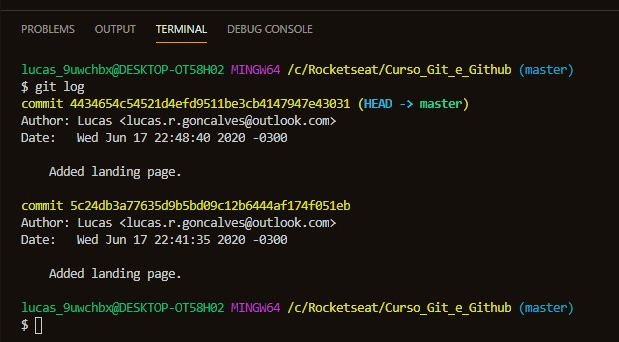 PROBLEMS OUTPUT TERMINAL DEBUG CONSOLE
lucas_9uwchbx@DESKTOP-OT58H02 MINGW64 /c/Rocketseat/Curso_Git_e_Github (master)
$ git log
commit 4434654c54521d4efd9511be3cb4147947e43031 (HEAD -> master)
Author: Lucas <lucas.r.goncalves@outlook.com>
Date:   Wed Jun 17 22:48:40 2020 -0300
Added landing page.
commit 5c24db3a77635d9b5bd09c12b6444af174f051eb
Author: Lucas <lucas.r.goncalves@outlook.com>
Date:   Wed Jun 17 22:41:35 2020 -0300
Added landing page.
lucas_9uwchbx@DESKTOP-OT58H02 MINGW64 /c/Rocketseat/Curso_Git_e_Github (master)
$